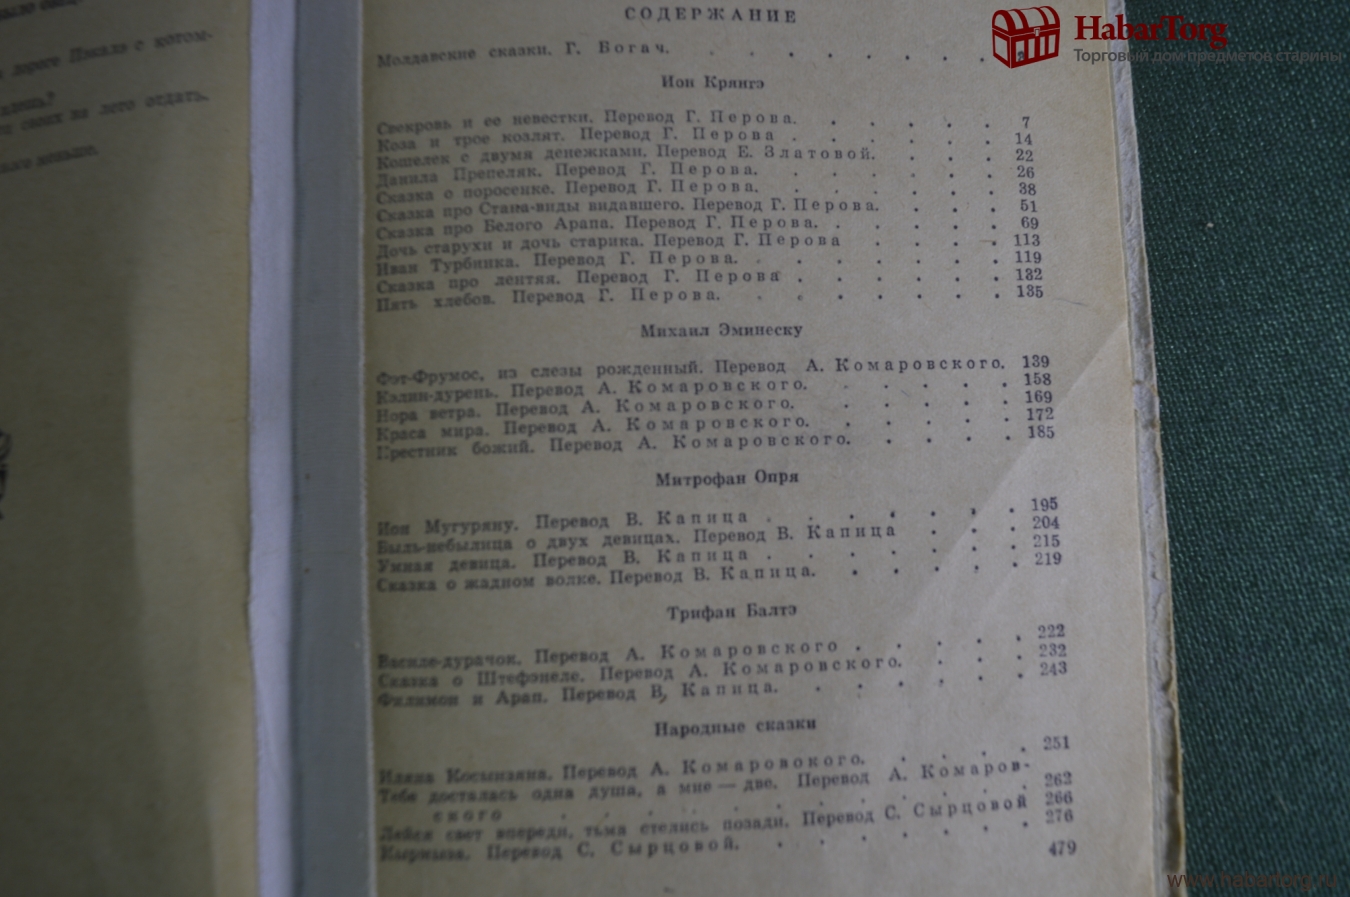 СОДЕРЖАНИЕ
Молдавские сказки. Г. Богач.
Ион Крянгэ
Свекровь и ее невестки. Перевод Г. Перова. 7
Коза и трое козлят. Перевод Г. Перова 14
Кошелек с двумя денежками. Перевод Е. Златовой. 22
Данила Препеляк. Перевод Г. Перова. 26
Сказка о поросенке. Перевод Г. Перова. 38
Сказка про Стана-виды видавшего. Перевод Г. Перова. 51
Сказка про Белого Арапа. Перевод Г. Перова. 69
Дочь старухи и дочь старика. Перевод Г. Перова 113
Иван Турбинка. Перевод Г. Перова. 119
Сказка про лентяя. Перевод Г. Перова 132
Пять хлебов. Перевод Г. Перова. 135
Михаил Эминеску
Фэт-Фрумос, из слезы рожденный. Перевод А. Комаровского. 139
Кэлин-дурень. Перевод А. Комаровского. 158
Нора ветра. Перевод А. Комаровского. 169
Краса мира. Перевод А. Комаровского. 172
Крестник божий. Перевод А. Комаровского. 185
Митрофан Опря
Ион Мугуряну. Перевод В. Капица 195
Быль-небылица о двух девицах. Перевод В. Капица 204
Умная девица. Перевод В. Капица 215
Сказка о жадном волке. Перевод В. Капица. 219
Трифан Балтэ
Василе-дурачок. Перевод А. Комаровского 222
Сказка о Штефэнеле. Перевод А. Комаровского. 232
Филимон и Арап. Перевод В. Капица. 243
Народные сказки
Иляна Косынзяна. Перевод А. Комаровокого. 251
Тебе досталась одна душа, а мне — две. Перевод А. Комаров-
ского 262
Лейся свет впереди, тьма стелись позади. Перевод С. Сырцовой 266
Кырмыза. Перевод С. Сырцовой. 276
479
HabarTorg
Торговый дом предметов старины
www.habartorg.ru